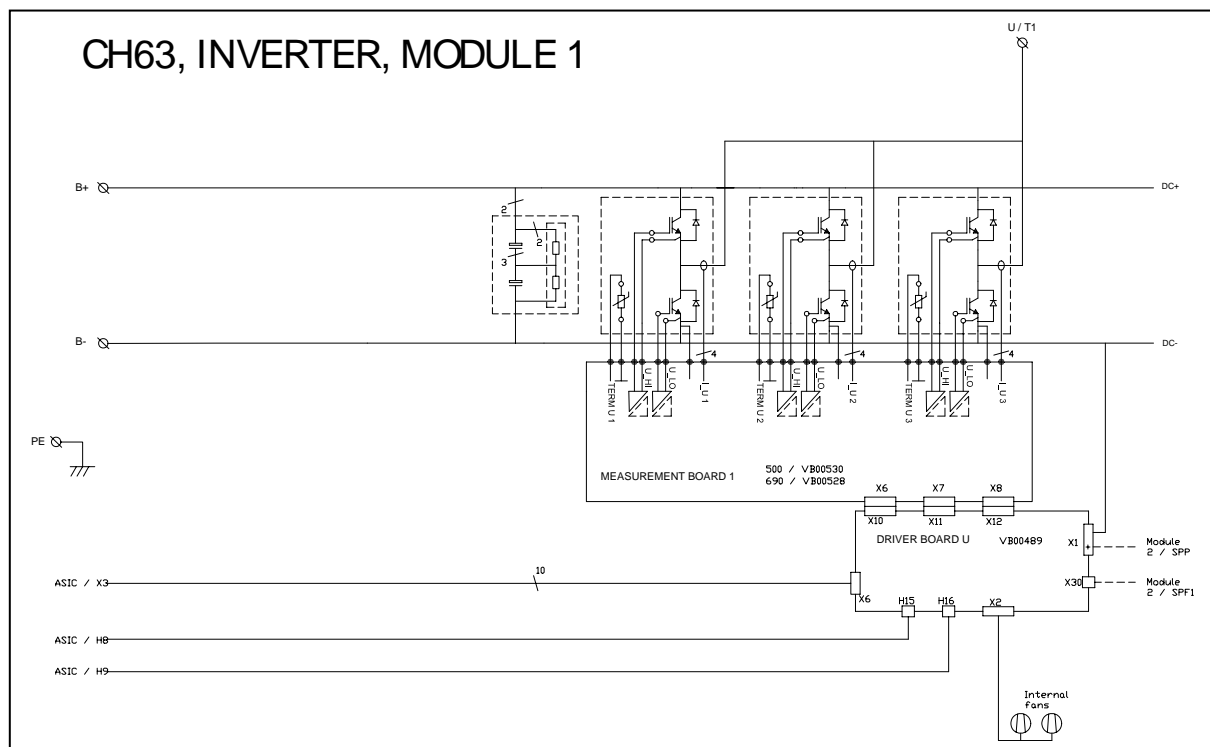 CH63, INVERTER, MODULE 1
U / T1
B+
DC+
2
2
3
B-
DC-
4
4
4
TERM U 1
U_HI
U_LO
I_U 1
TERM U 2
U_HI
U_LO
I_U 2
TERM U 3
U_HI
U_LO
I_U 3
PE
MEASUREMENT BOARD 1
500 / VB00530
690 / VB00528
X6
X7
X8
X10
X11
X12
DRIVER BOARD U
VB00489
X1
+
Module
2 / SPP
ASIC / X3
10
X6
X30
Module
2 / SPF1
H15
H16
X2
ASIC / H8
ASIC / H9
Internal
fans